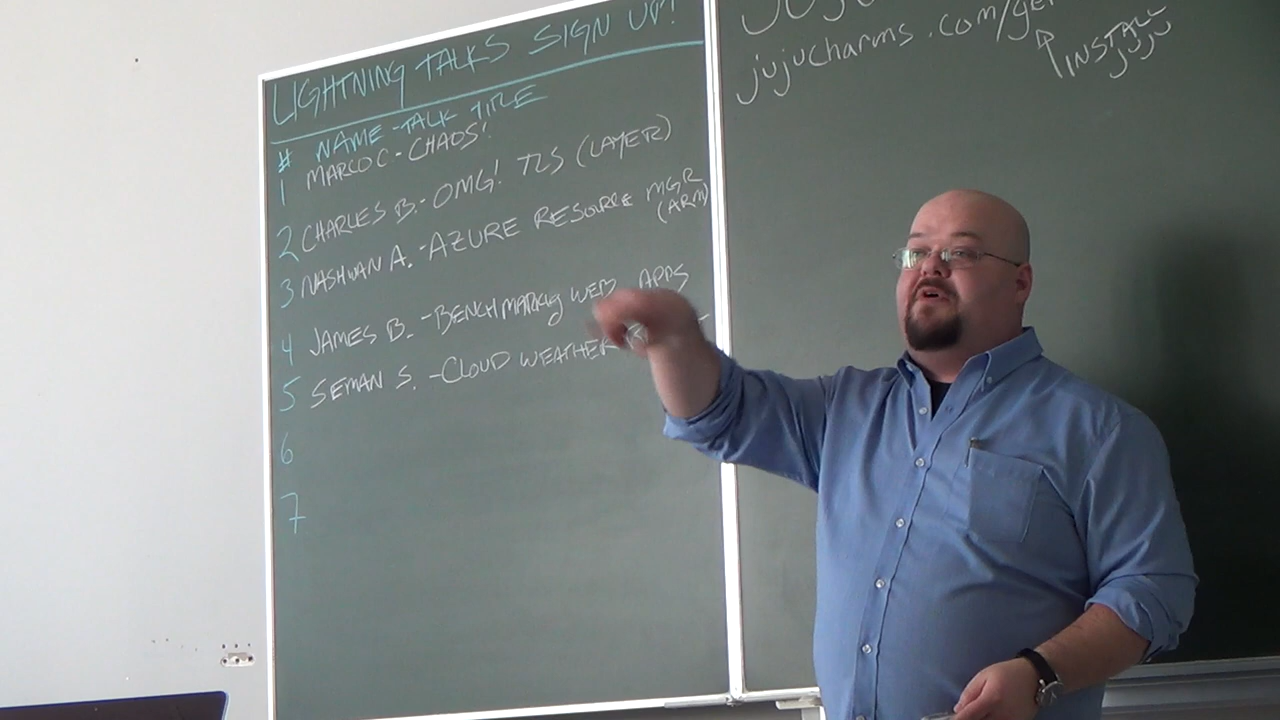 LIGHTNING TALKS SIGN UP!
# NAME - TALK TITLE
1 MARCO C - CHAOS!
2 CHARLES B. - OMG! TLS (LAYER)
3 NASHWAN A. - AZURE RESOURCE MGR
(ARM)
4 JAMES B. - BENCHMARKING WEB APPS
5 SEMAN S. - CLOUD WEATHER
6
7
jujucharms.com/get
INSTALL
juju